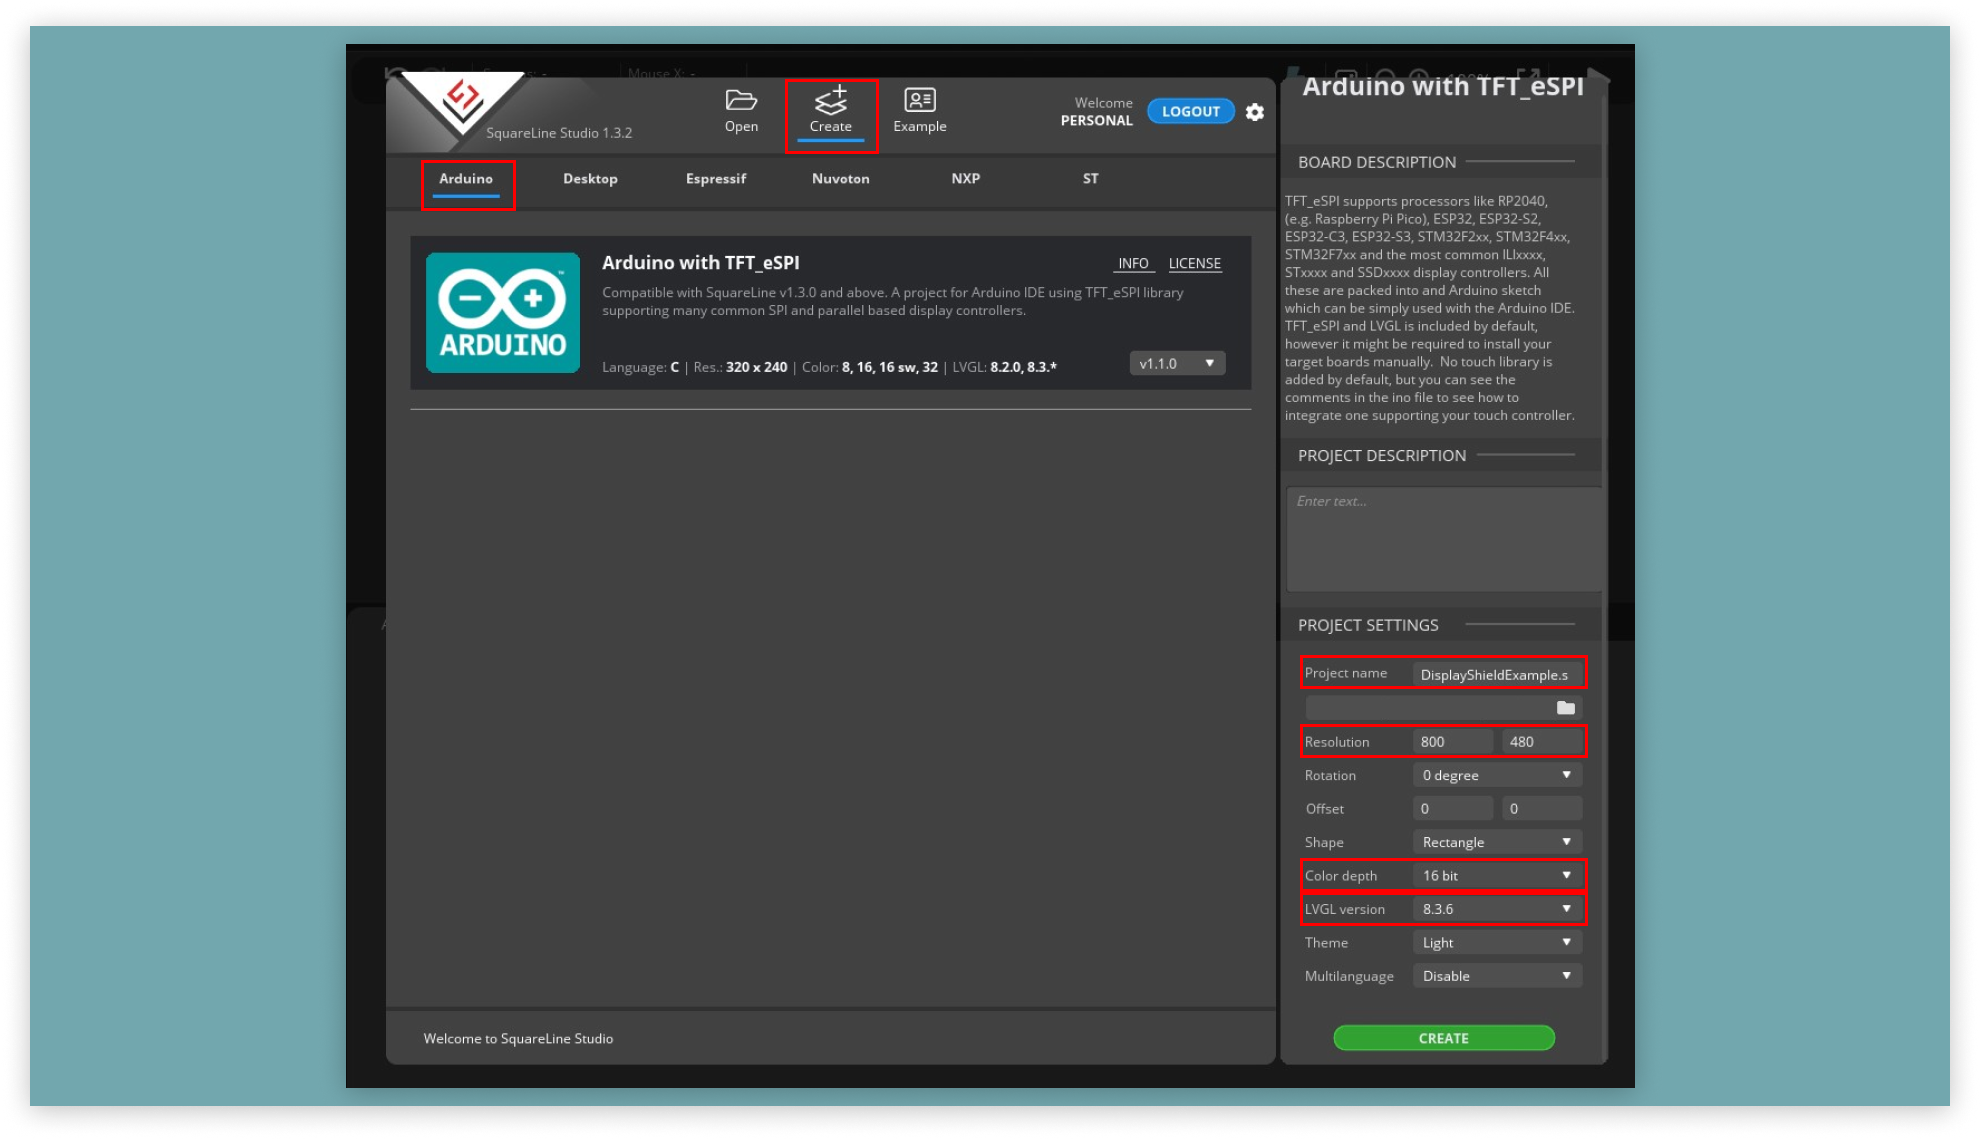 Mouse X: -
100%
SquareLine Studio 1.3.2
Open
Create
Example
Welcome
PERSONAL
LOGOUT
Arduino
Desktop
Espressif
Nuvoton
NXP
ST
ARDUINO
™
Arduino with TFT_eSPI
INFO
LICENSE
Compatible with SquareLine v1.3.0 and above. A project for Arduino IDE using TFT_eSPI library
supporting many common SPI and parallel based display controllers.
Language: C | Res.: 320 x 240 | Color: 8, 16, 16 sw, 32 | LVGL: 8.2.0, 8.3.*
v1.1.0
Welcome to SquareLine Studio
Arduino with TFT_eSPI
BOARD DESCRIPTION
TFT_eSPI supports processors like RP2040,
(e.g. Raspberry Pi Pico), ESP32, ESP32-S2,
ESP32-C3, ESP32-S3, STM32F2xx, STM32F4xx,
STM32F7xx and the most common ILIxxxx,
STxxxx and SSDxxxx display controllers. All
these are packed into and Arduino sketch
which can be simply used with the Arduino IDE.
TFT_eSPI and LVGL is included by default,
however it might be required to install your
target boards manually.  No touch library is
added by default, but you can see the
comments in the ino file to see how to
integrate one supporting your touch controller.
PROJECT DESCRIPTION
Enter text...
PROJECT SETTINGS
Project name DisplayShieldExample.s
Resolution 800 480
Rotation 0 degree
Offset 0 0
Shape Rectangle
Color depth 16 bit
LVGL version 8.3.6
Theme Light
Multilanguage Disable
CREATE